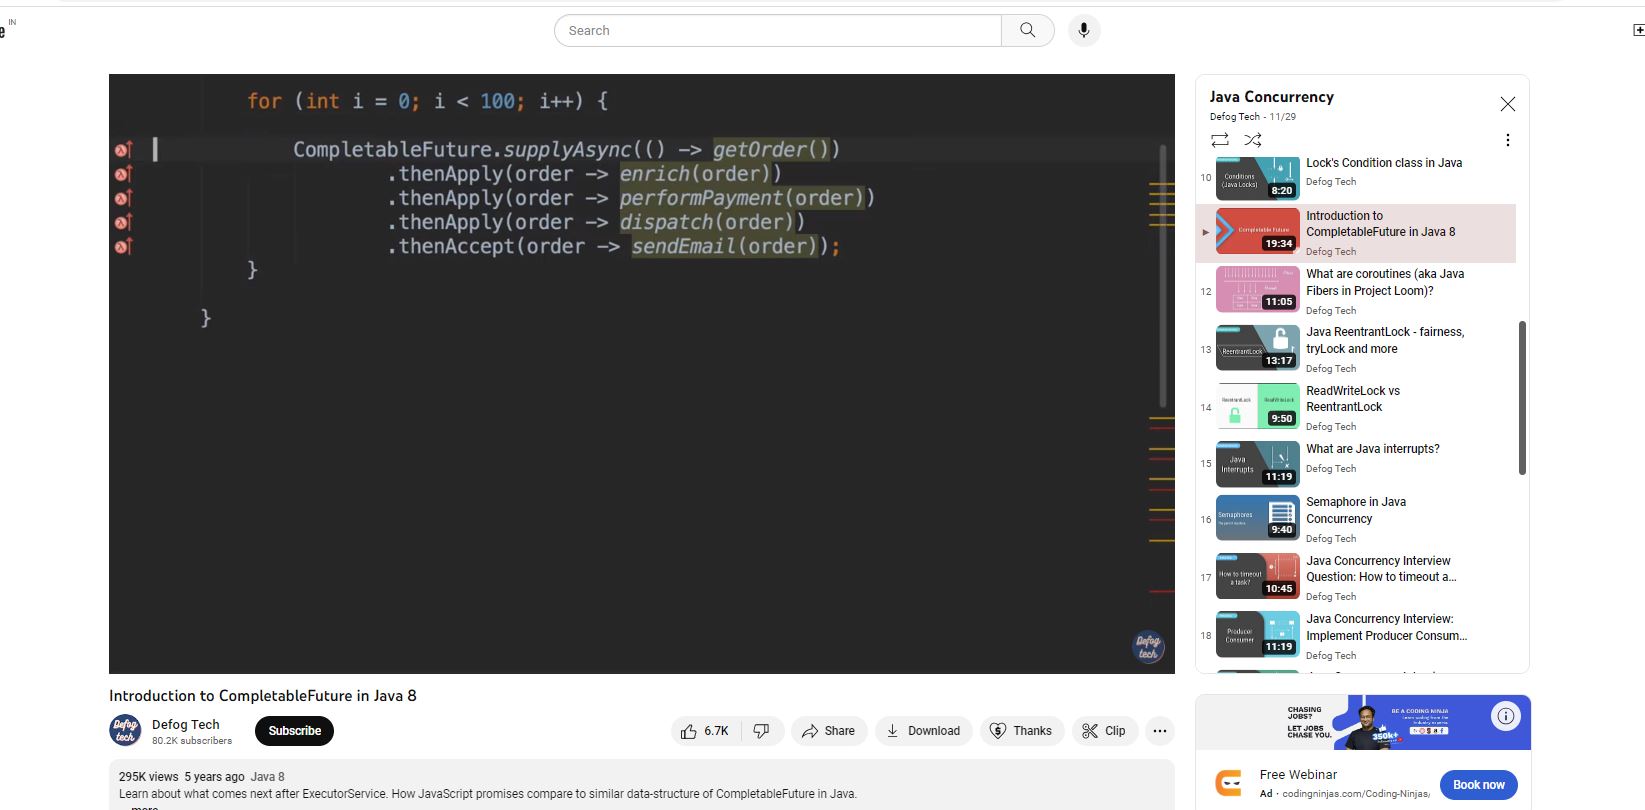 IN
e
Search
for (int i = 0; i < 100; i++) {
CompletableFuture.supplyAsync(() -> getOrder())
.thenApply(order -> enrich(order))
.thenApply(order -> performPayment(order))
.thenApply(order -> dispatch(order))
.thenAccept(order -> sendEmail(order));
}
}
Defog
tech
Introduction to CompletableFuture in Java 8
Defog
tech
Defog Tech
80.2K subscribers
Subscribe
6.7K
Share
Download
Thanks
Clip
295K views 5 years ago Java 8
Learn about what comes next after ExecutorService. How JavaScript promises compare to similar data-structure of CompletableFuture in Java.
...more
Java Concurrency
Defog Tech - 11/29
10
Conditions
(Java Locks)
8:20
Lock's Condition class in Java
Defog Tech
Completable Future
19:34
Introduction to
CompletableFuture in Java 8
Defog Tech
12
11:05
What are coroutines (aka Java
Fibers in Project Loom)?
Defog Tech
13
ReentrantLock
13:17
Java ReentrantLock - fairness,
tryLock and more
Defog Tech
14
ReentrantLock
ReadWriteLock
9:50
ReadWriteLock vs
ReentrantLock
Defog Tech
15
Java
Interrupts
11:19
What are Java interrupts?
Defog Tech
16
Semaphores
9:40
Semaphore in Java
Concurrency
Defog Tech
17
How to timeout
a task?
10:45
Java Concurrency Interview
Question: How to timeout a...
Defog Tech
18
Producer
Consumer
11:19
Java Concurrency Interview:
Implement Producer Consum...
Defog Tech
CHASING
JOBS?
LET JOBS
CHASE YOU.
350k+
BE A CODING NINJA
Free Webinar
Ad · codingninjas.com/Coding-Ninjas/
Book now